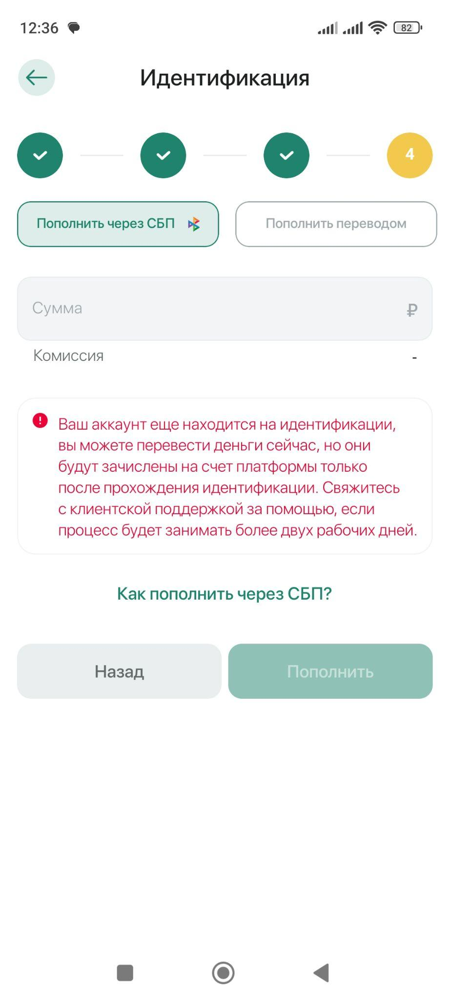 12:36
82
Идентификация
4
Пополнить через СБП
Пополнить переводом
Сумма
₽
Комиссия
-
Ваш аккаунт еще находится на идентификации,
вы можете перевести деньги сейчас, но они
будут зачислены на счет платформы только
после прохождения идентификации. Свяжитесь
с клиентской поддержкой за помощью, если
процесс будет занимать более двух рабочих дней.
Как пополнить через СБП?
Назад
Пополнить